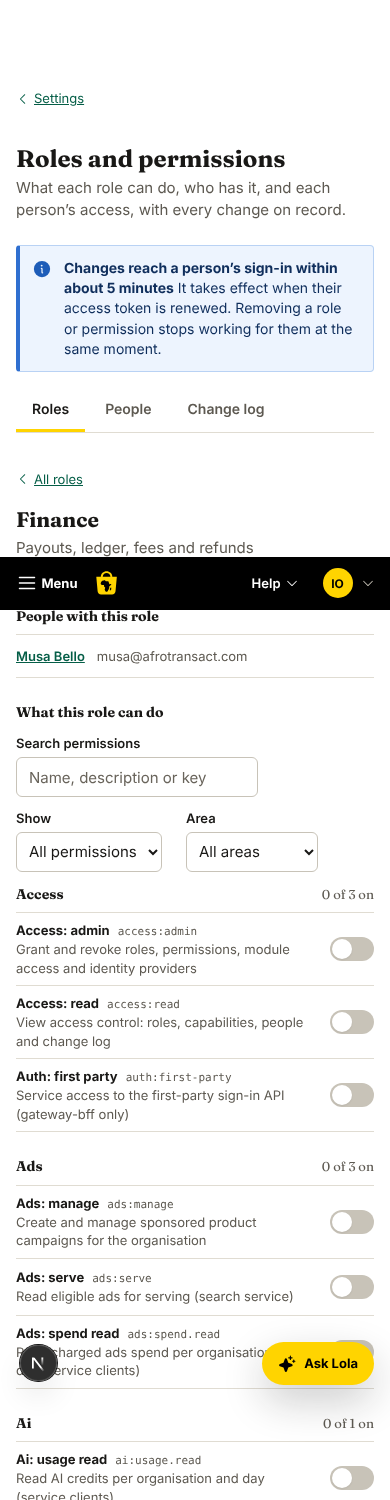 Settings
Roles and permissions
What each role can do, who has it, and each
person's access, with every change on record.
Changes reach a person's sign-in within
about 5 minutes It takes effect when their
access token is renewed. Removing a role
or permission stops working for them at the
same moment.
Roles People Change log
All roles
Finance
Payouts, ledger, fees and refunds
Menu Help IO
People with this role
Musa Bello musa@afrotransact.com
What this role can do
Search permissions
Name, description or key
Show Area
All permissions All areas
Access 0 of 3 on
Access: admin access:admin
Grant and revoke roles, permissions, module
access and identity providers
Access: read access:read
View access control: roles, capabilities, people
and change log
Auth: first party auth:first-party
Service access to the first-party sign-in API
(gateway-bff only)
Ads 0 of 3 on
Ads: manage ads:manage
Create and manage sponsored product
campaigns for the organisation
Ads: serve ads:serve
Read eligible ads for serving (search service)
Ads: spend read ads:spend.read
charged ads spend per organisation
service clients)
N
Ask Lola
Ai 0 of 1 on
Ai: usage read ai:usage.read
Read AI credits per organisation and day
(service clients)